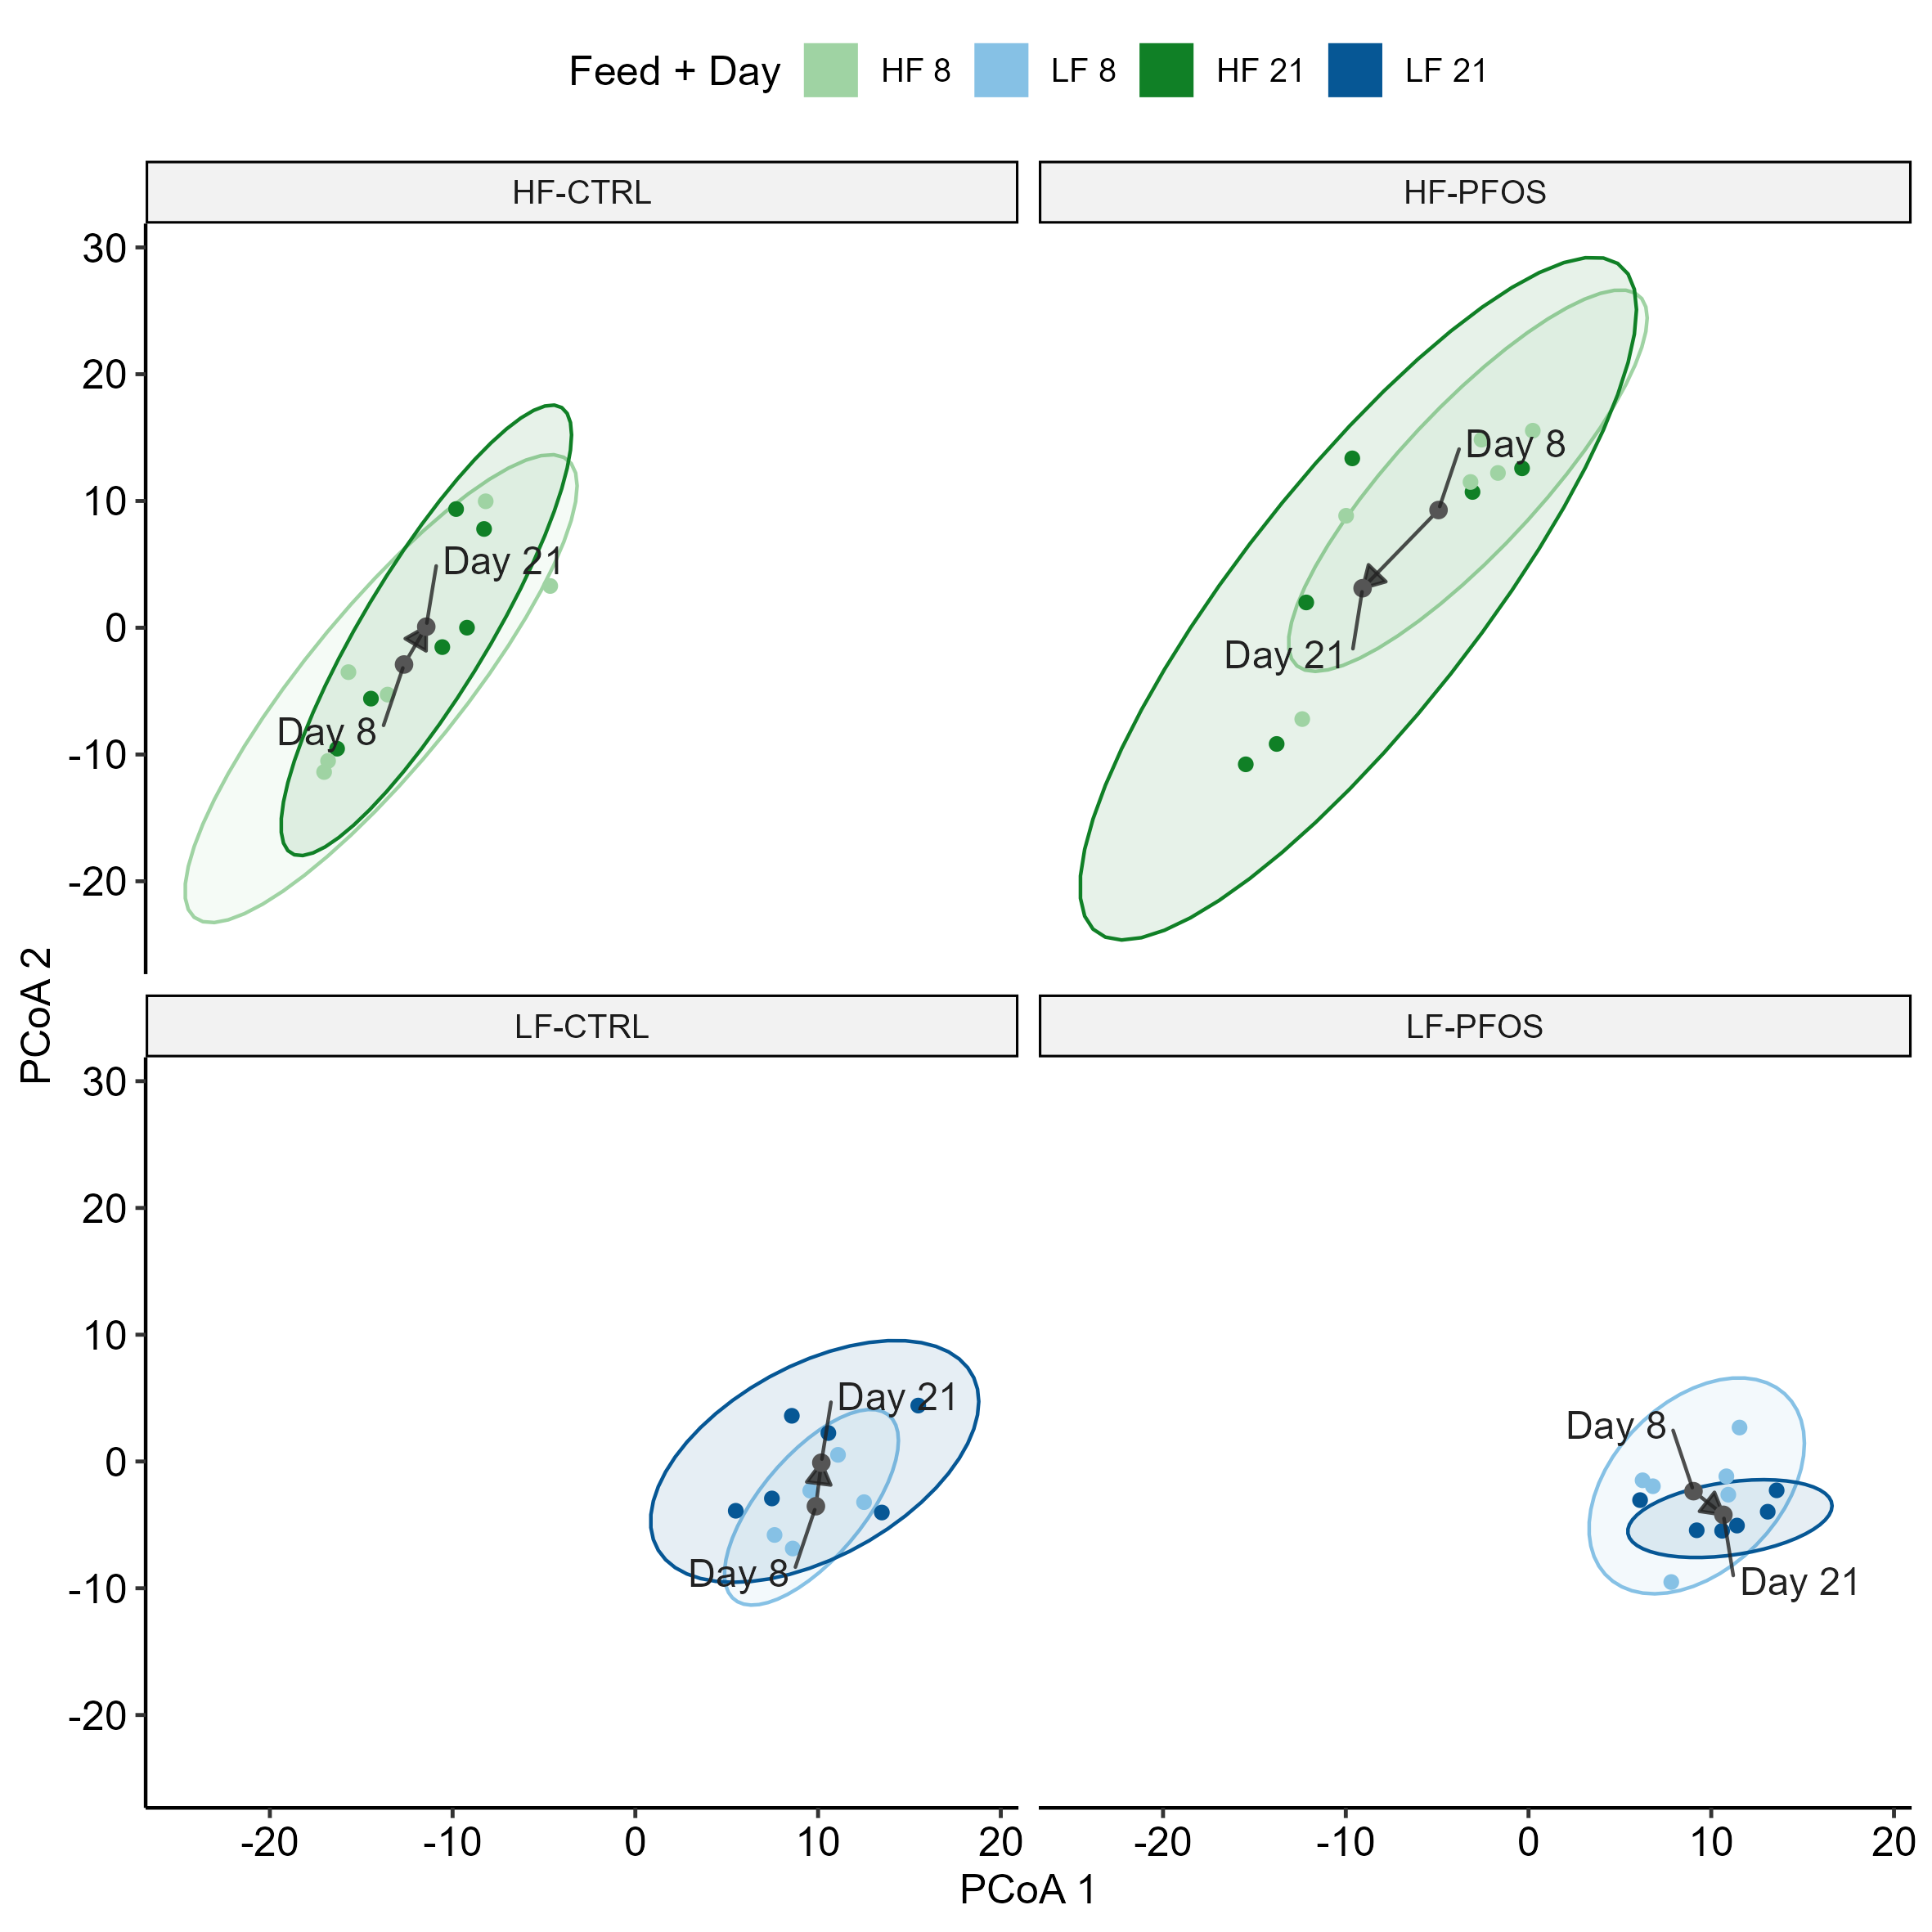 Feed + Day HF 8 LF 8 HF 21 LF 21
HF-CTRL
HF-PFOS
30
20
10
0
-10
-20
Day 21
Day 8
Day 8
Day 21
PCoA 2
LF-CTRL
LF-PFOS
30
20
10
0
-10
-20
Day 21
Day 8
Day 8
Day 21
-20 -10 0 10 20
-20 -10 0 10 20
PCoA 1